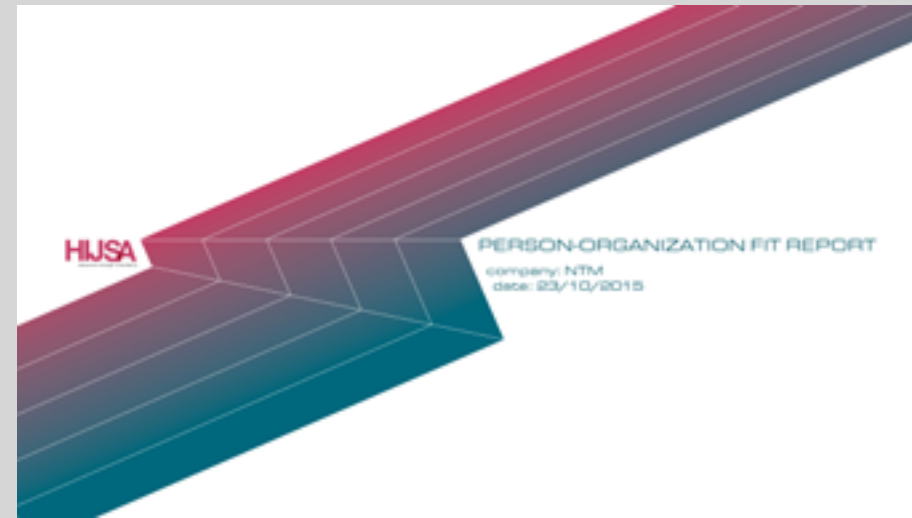 HIJSA
PERSON-ORGANIZATION FIT REPORT
company: NTM
date: 23/10/2015